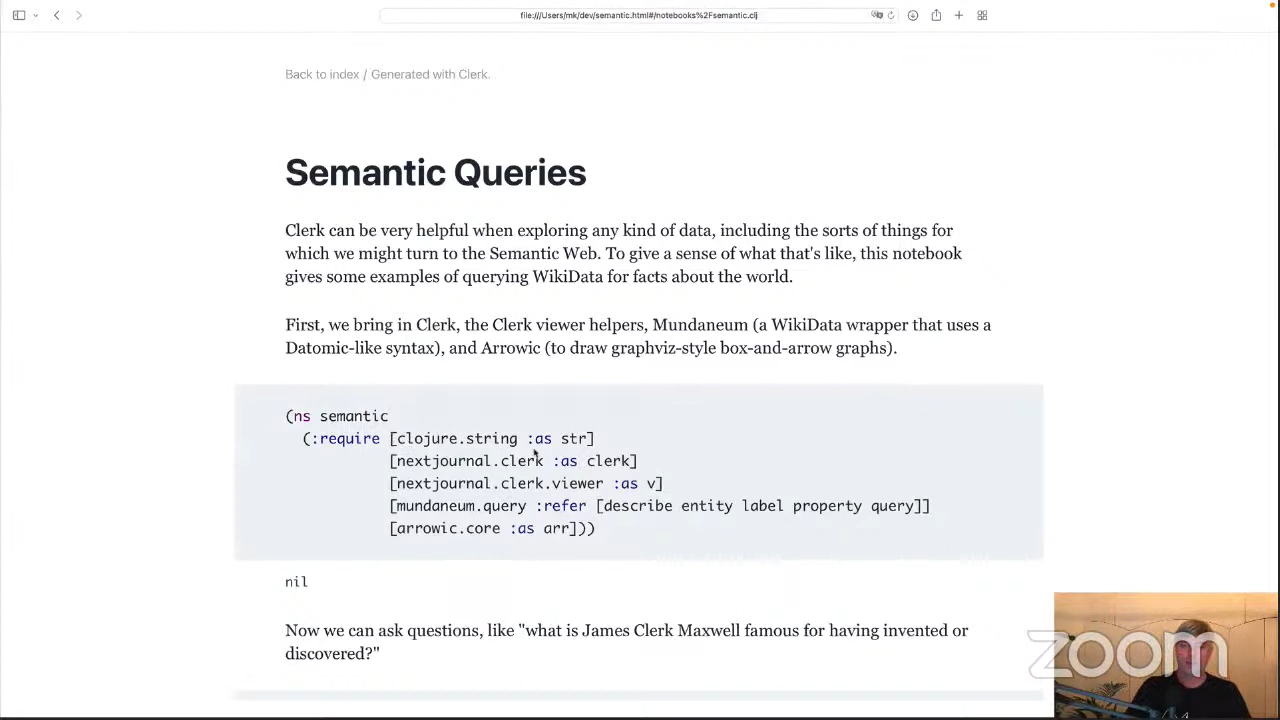 file:///Users/mk/dev/semantic.html#/notebooks%2Fsemantic.clj
Back to index / Generated with Clerk.
Semantic Queries
Clerk can be very helpful when exploring any kind of data, including the sorts of things for
which we might turn to the Semantic Web. To give a sense of what that's like, this notebook
gives some examples of querying WikiData for facts about the world.
First, we bring in Clerk, the Clerk viewer helpers, Mundaneum (a WikiData wrapper that uses a
Datomic-like syntax), and Arrowic (to draw graphviz-style box-and-arrow graphs).
(ns semantic
(:require [clojure.string :as str]
[nextjournal.clerk :as clerk]
[nextjournal.clerk.viewer :as v]
[mundaneum.query :refer [describe entity label property query]]
[arrowic.core :as arr]))
nil
Now we can ask questions, like "what is James Clerk Maxwell famous for having invented or
discovered?"
zoom